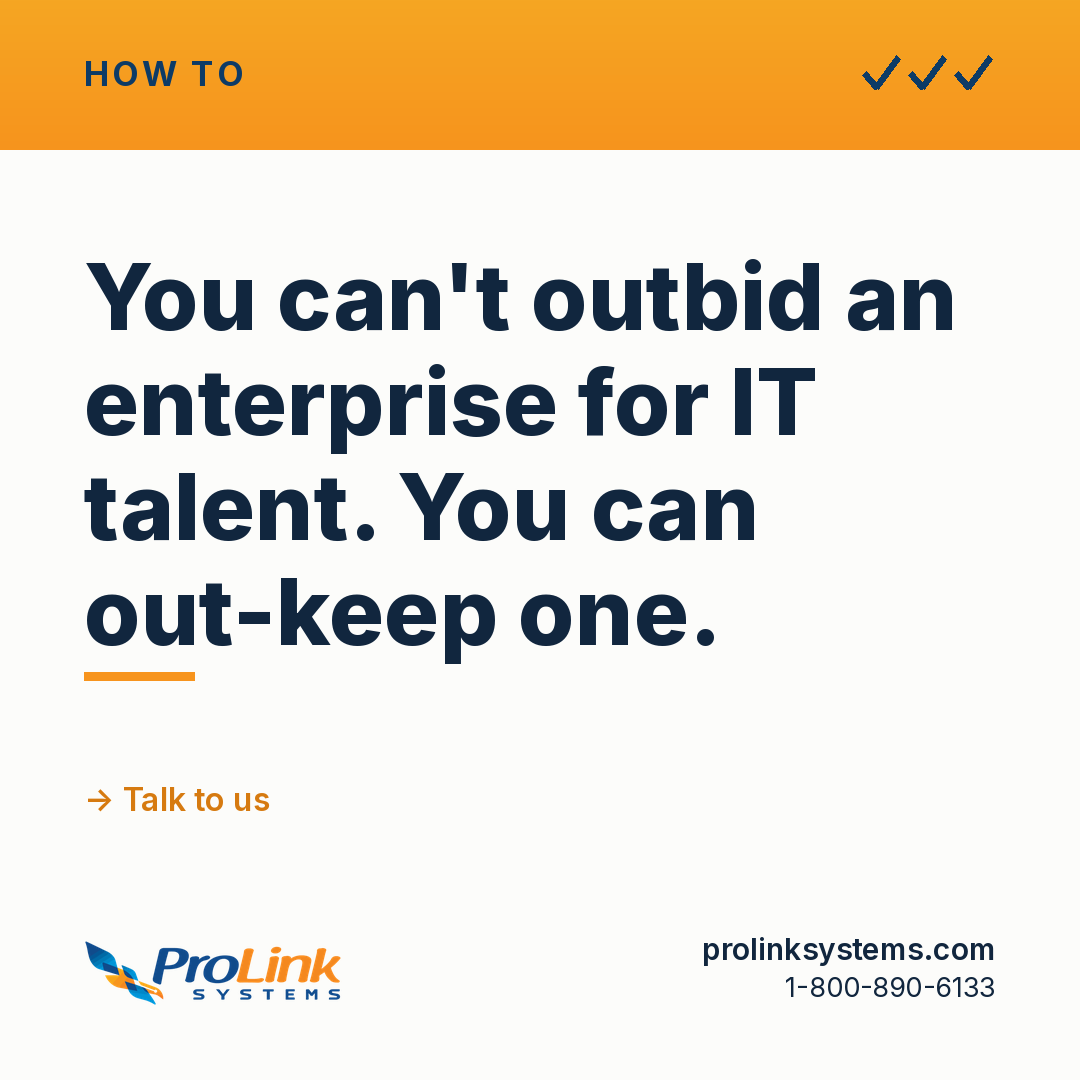 HOW TO
You can't outbid an
enterprise for IT
talent. You can
out-keep one.
→ Talk to us
ProLink
SYSTEMS
prolinksystems.com
1-800-890-6133